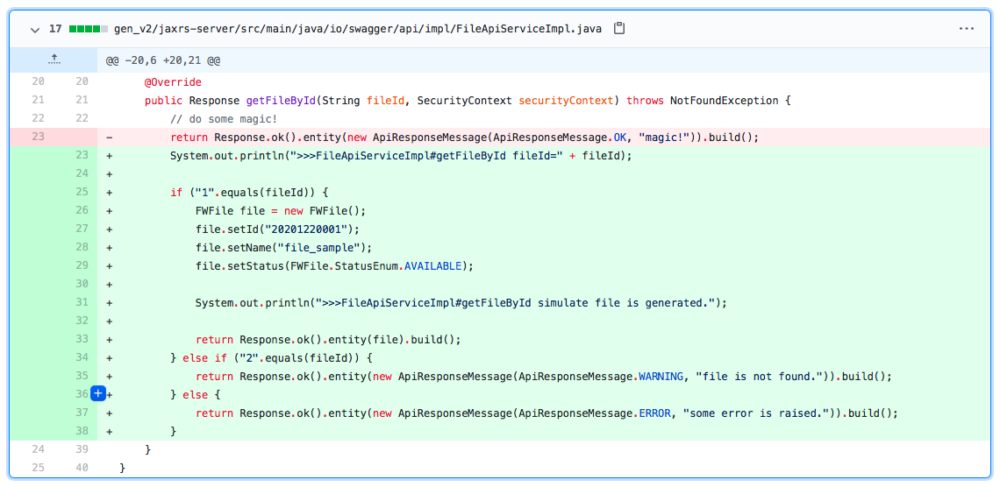 17 gen_v2/jaxrs-server/src/main/java/io/swagger/api/impl/FileApiServiceImpl.java ...
@@ -20,6 +20,21 @@
20 20 @Override
21 21 public Response getFileById(String fileId, SecurityContext securityContext) throws NotFoundException {
22 22 // do some magic!
23 - return Response.ok().entity(new ApiResponseMessage(ApiResponseMessage.OK, "magic!")).build();
23 + System.out.println(">>>FileApiServiceImpl#getFileById fileId=" + fileId);
24 +
25 + if ("1".equals(fileId)) {
26 + FWFile file = new FWFile();
27 + file.setId("20201220001");
28 + file.setName("file_sample");
29 + file.setStatus(FWFile.StatusEnum.AVAILABLE);
30 +
31 + System.out.println(">>>FileApiServiceImpl#getFileById simulate file is generated.");
32 +
33 + return Response.ok().entity(file).build();
34 + } else if ("2".equals(fileId)) {
35 + return Response.ok().entity(new ApiResponseMessage(ApiResponseMessage.WARNING, "file is not found.")).build();
36 + + } else {
37 + return Response.ok().entity(new ApiResponseMessage(ApiResponseMessage.ERROR, "some error is raised.")).build();
38 + }
24 39 }
25 40 }